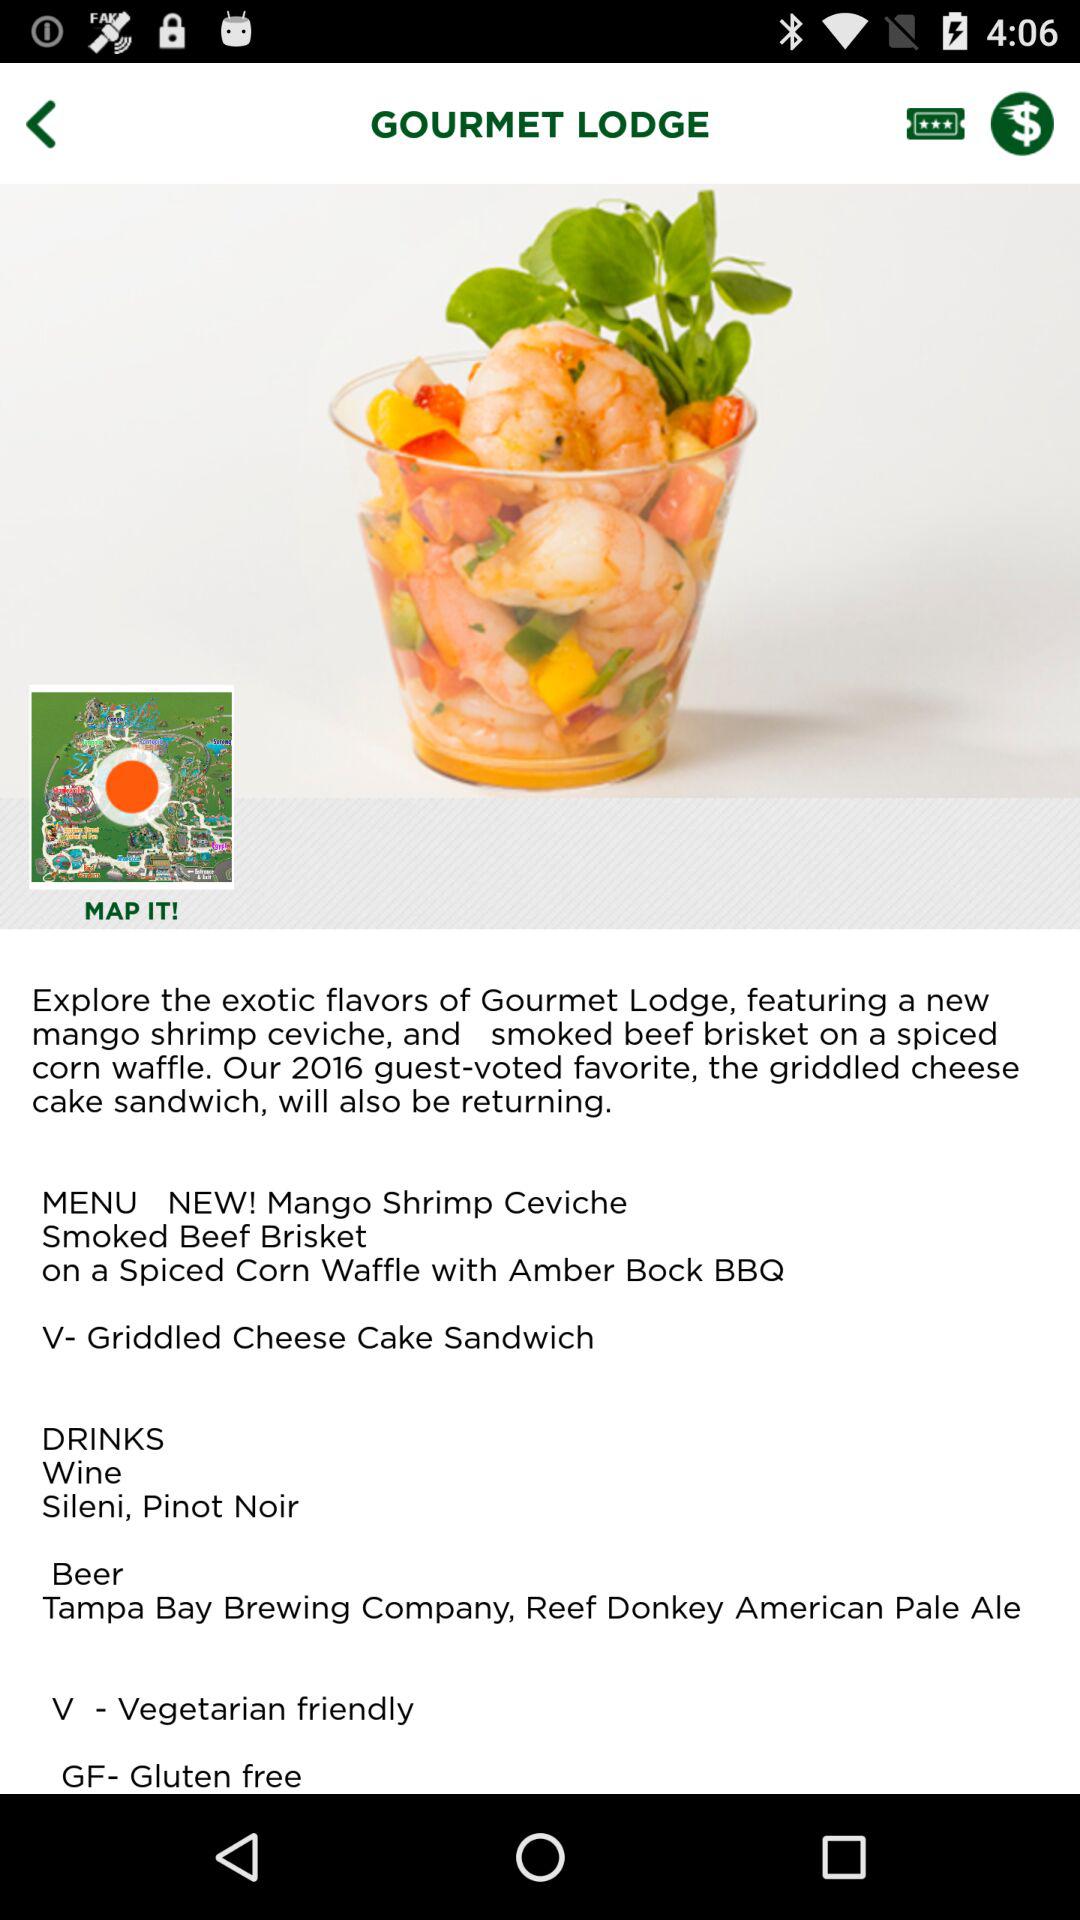 FAKE
4:06
GOURMET LODGE
MAP IT!
Explore the exotic flavors of Gourmet Lodge, featuring a new
mango shrimp ceviche, and smoked beef brisket on a spiced
corn waffle. Our 2016 guest-voted favorite, the griddled cheese
cake sandwich, will also be returning.
MENU NEW! Mango Shrimp Ceviche
Smoked Beef Brisket
on a Spiced Corn Waffle with Amber Bock BBQ
V- Griddled Cheese Cake Sandwich
DRINKS
Wine
Sileni, Pinot Noir
Beer
Tampa Bay Brewing Company, Reef Donkey American Pale Ale
V - Vegetarian friendly
GF- Gluten free